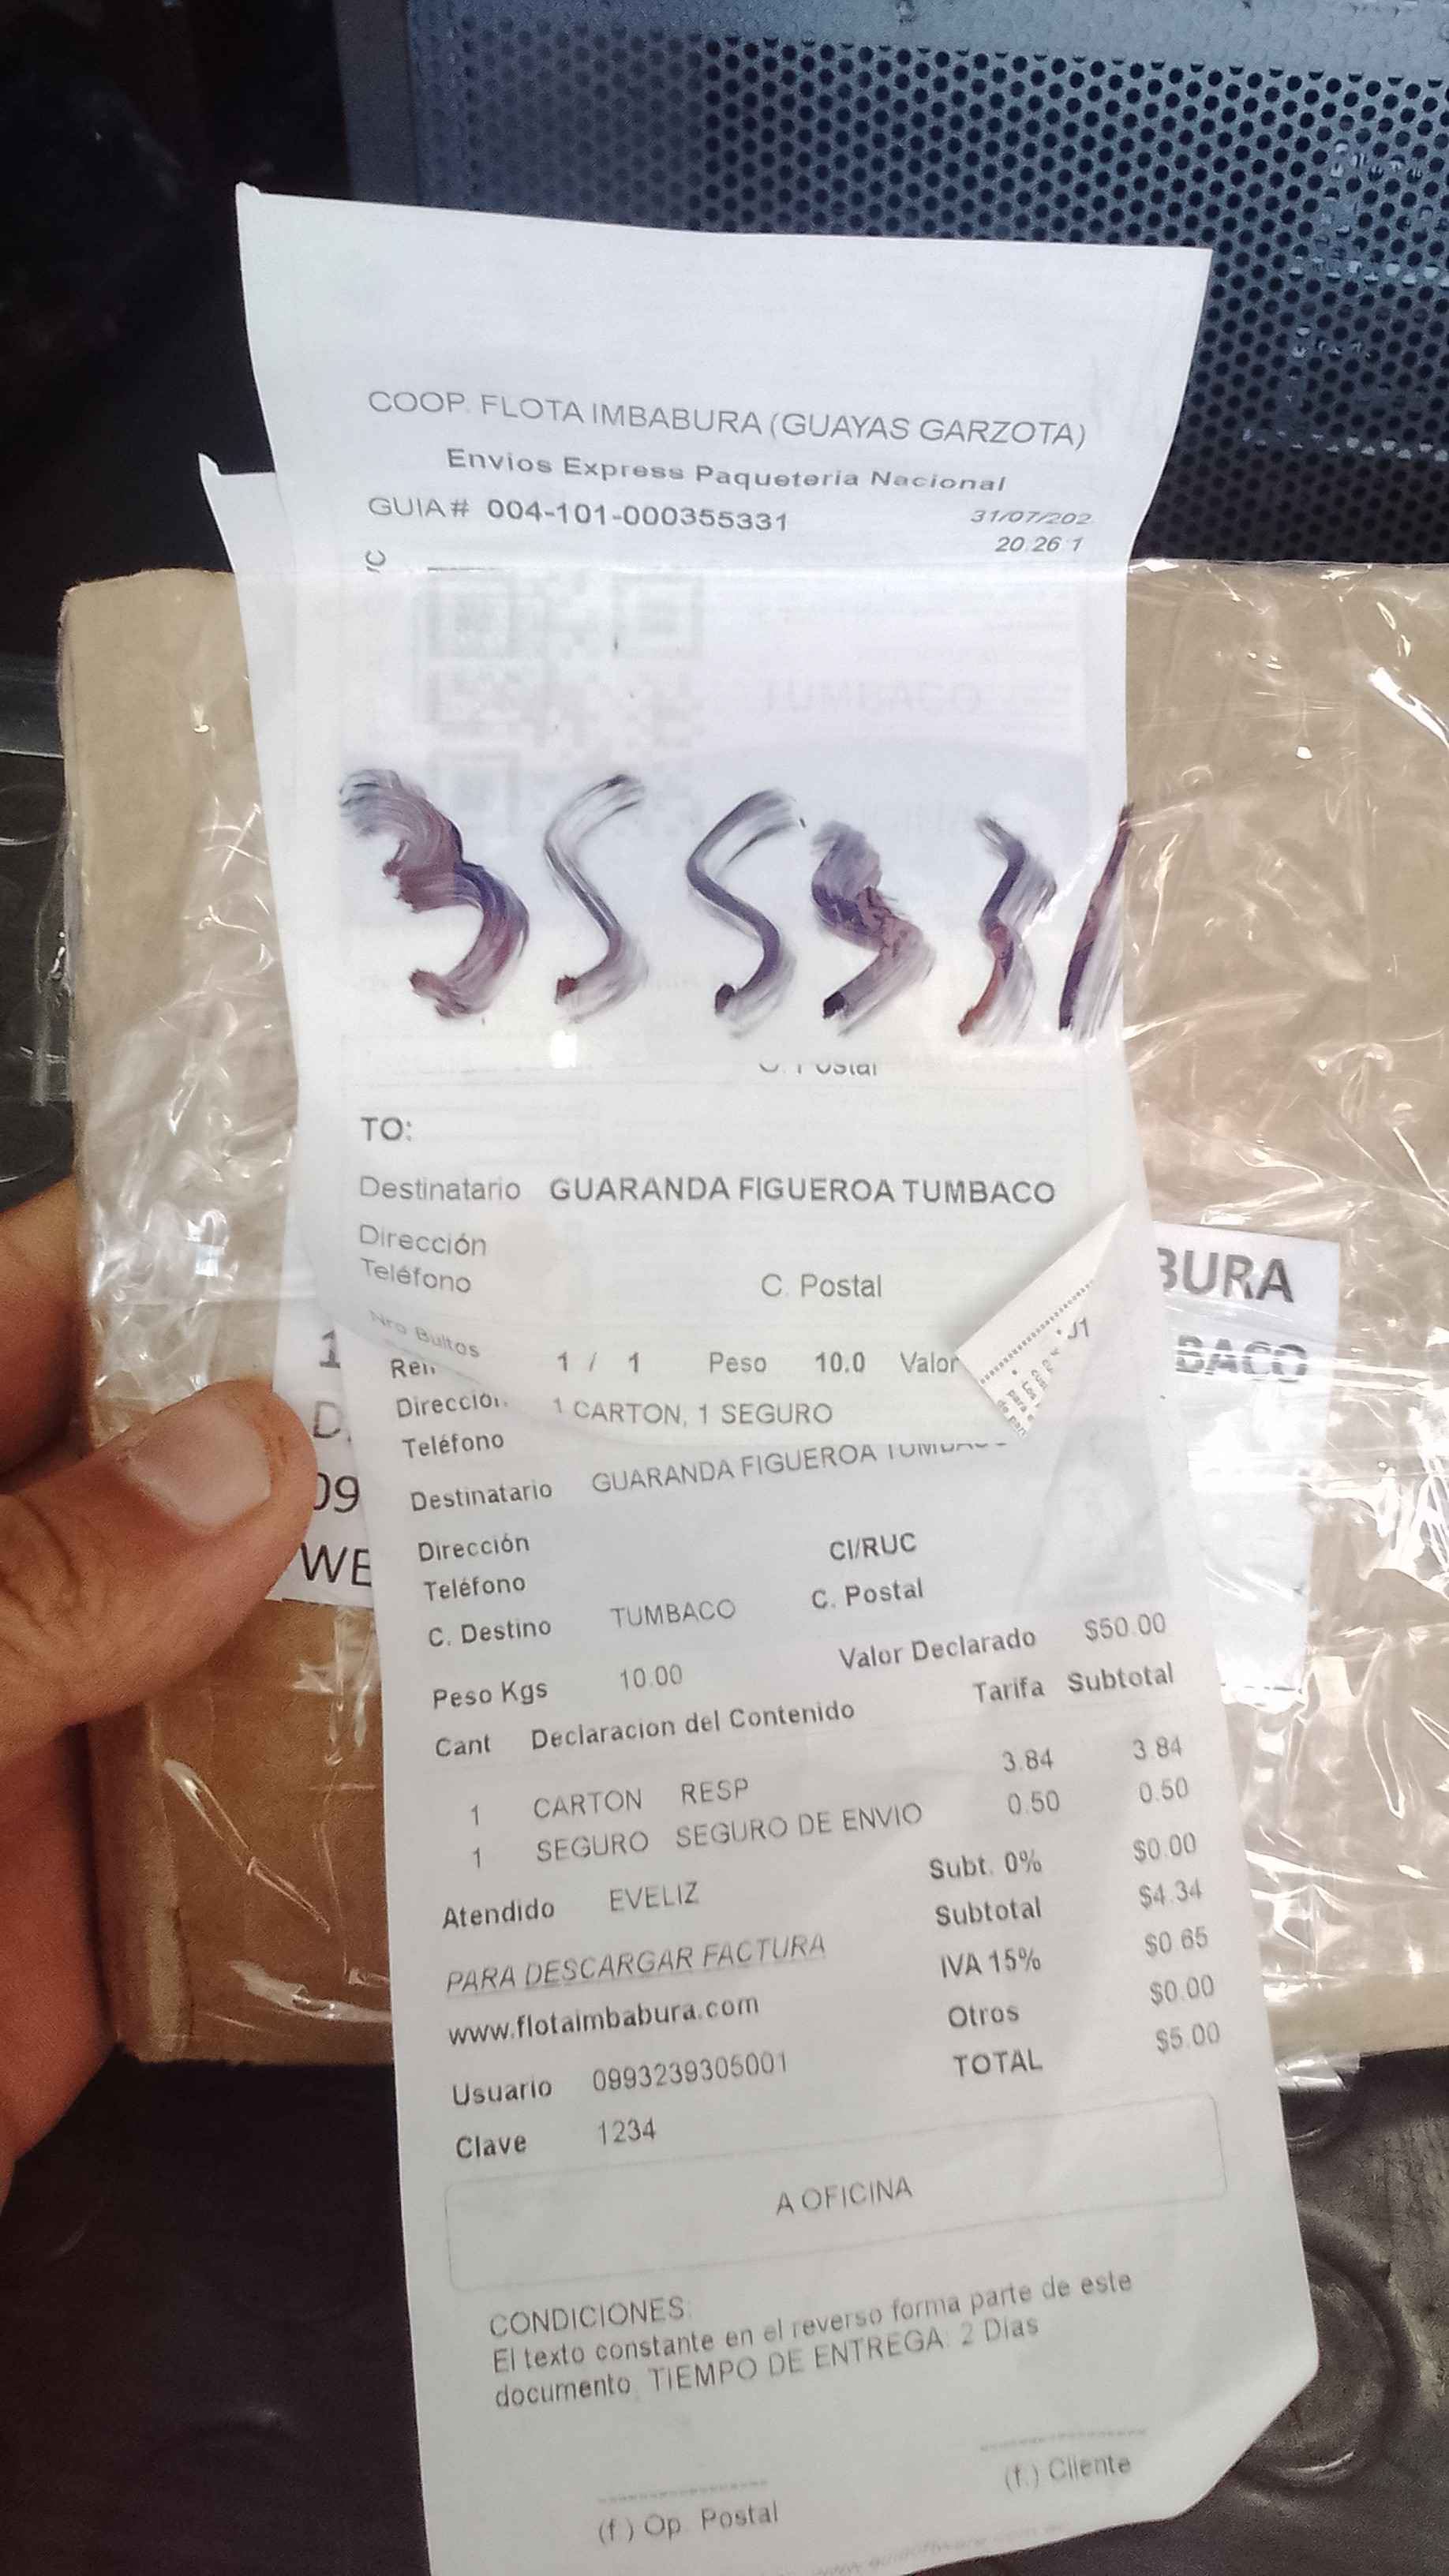 COOP. FLOTA IMBABURA (GUAYAS GARZOTA)
Envios Express Paqueteria Nacional
GUIA# 004-101-000355331
31/07/202
20:26:1
TUMBACO
355331
C. Postal
TO:
Destinatario GUARANDA FIGUEROA TUMBACO
Dirección
Teléfono C. Postal
Nro Bultos 1 / 1 Peso 10.0 Valor
1 CARTON, 1 SEGURO
Dirección
Teléfono
Destinatario GUARANDA FIGUEROA TUMBACO
Dirección CI/RUC
Teléfono C. Postal
C. Destino TUMBACO
Peso Kgs 10.00 Valor Declarado $50.00
Cant Declaracion del Contenido Tarifa Subtotal
1 CARTON RESP 3.84 3.84
1 SEGURO SEGURO DE ENVIO 0.50 0.50
Atendido EVELIZ Subt. 0% $0.00
Subtotal $4.34
PARA DESCARGAR FACTURA IVA 15% $0.65
www.flotaimbabura.com Otros $0.00
Usuario 0993239305001 TOTAL $5.00
Clave 1234
A OFICINA
CONDICIONES:
El texto constante en el reverso forma parte de este
documento. TIEMPO DE ENTREGA: 2 Dias
(f.) Op. Postal (f.) Cliente
BURA
BACO
1
D.
09
WE